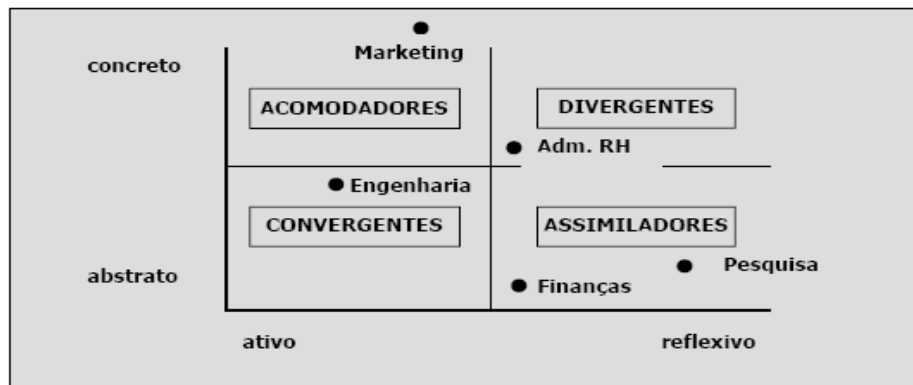 Marketing
concreto
ACOMODADORES
DIVERGENTES
Adm. RH
Engenharia
CONVERGENTES
ASSIMILADORES
Pesquisa
abstrato
Finanças
ativo
reflexivo